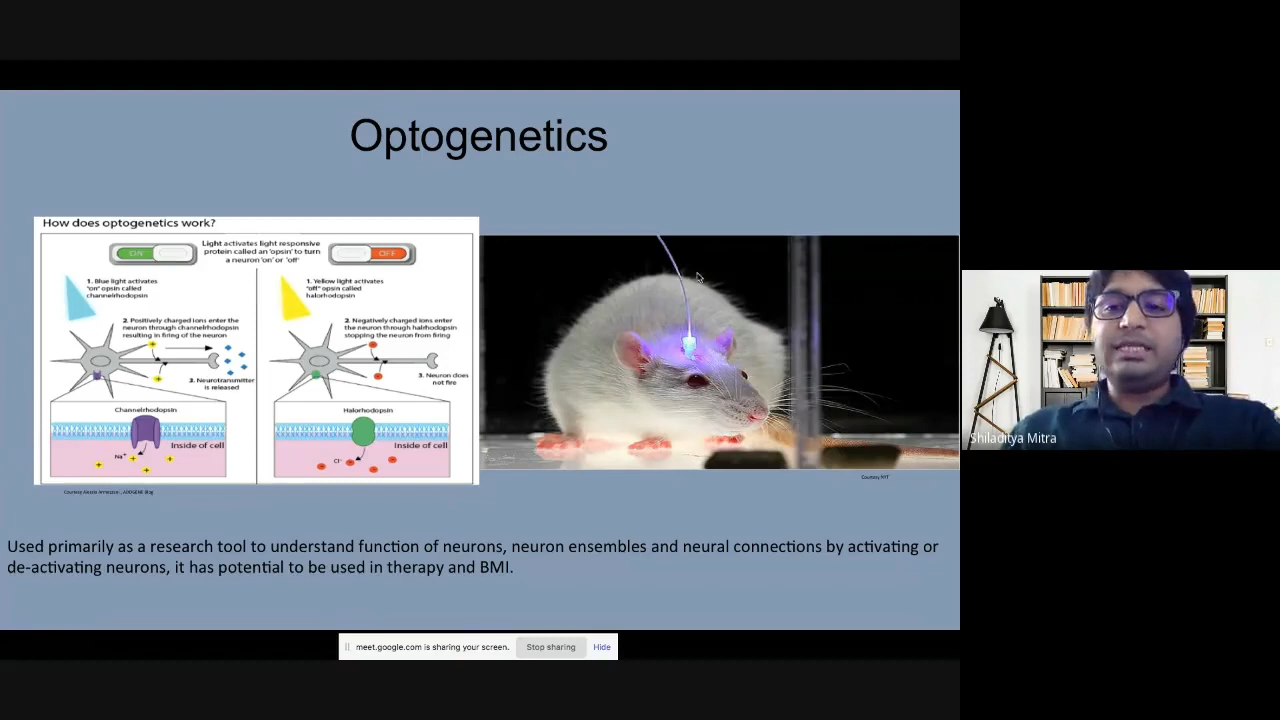 Optogenetics
How does optogenetics work?
ON
Light activates light responsive
protein called an 'opsin' to turn
a neuron 'on' or 'off'
OFF
1. Blue light activates
"on" opsin called
channelrhodopsin
2. Positively charged ions enter the
neuron through channelrhodopsin
resulting in firing of the neuron
3. Neurotransmitter
is released
Channelrhodopsin
Inside of cell
Na+
1. Yellow light activates
"off" opsin called
halorhodopsin
2. Negatively charged ions enter
the neuron through halrhodopsin
stopping the neuron from firing
3. Neuron does
not fire
Halorhodopsin
Inside of cell
Cl-
ADDGENE Blog
Used primarily as a research tool to understand function of neurons, neuron ensembles and neural connections by activating or
de-activating neurons, it has potential to be used in therapy and BMI.
meet.google.com is sharing your screen.
Stop sharing
Hide
Shiladitya Mitra